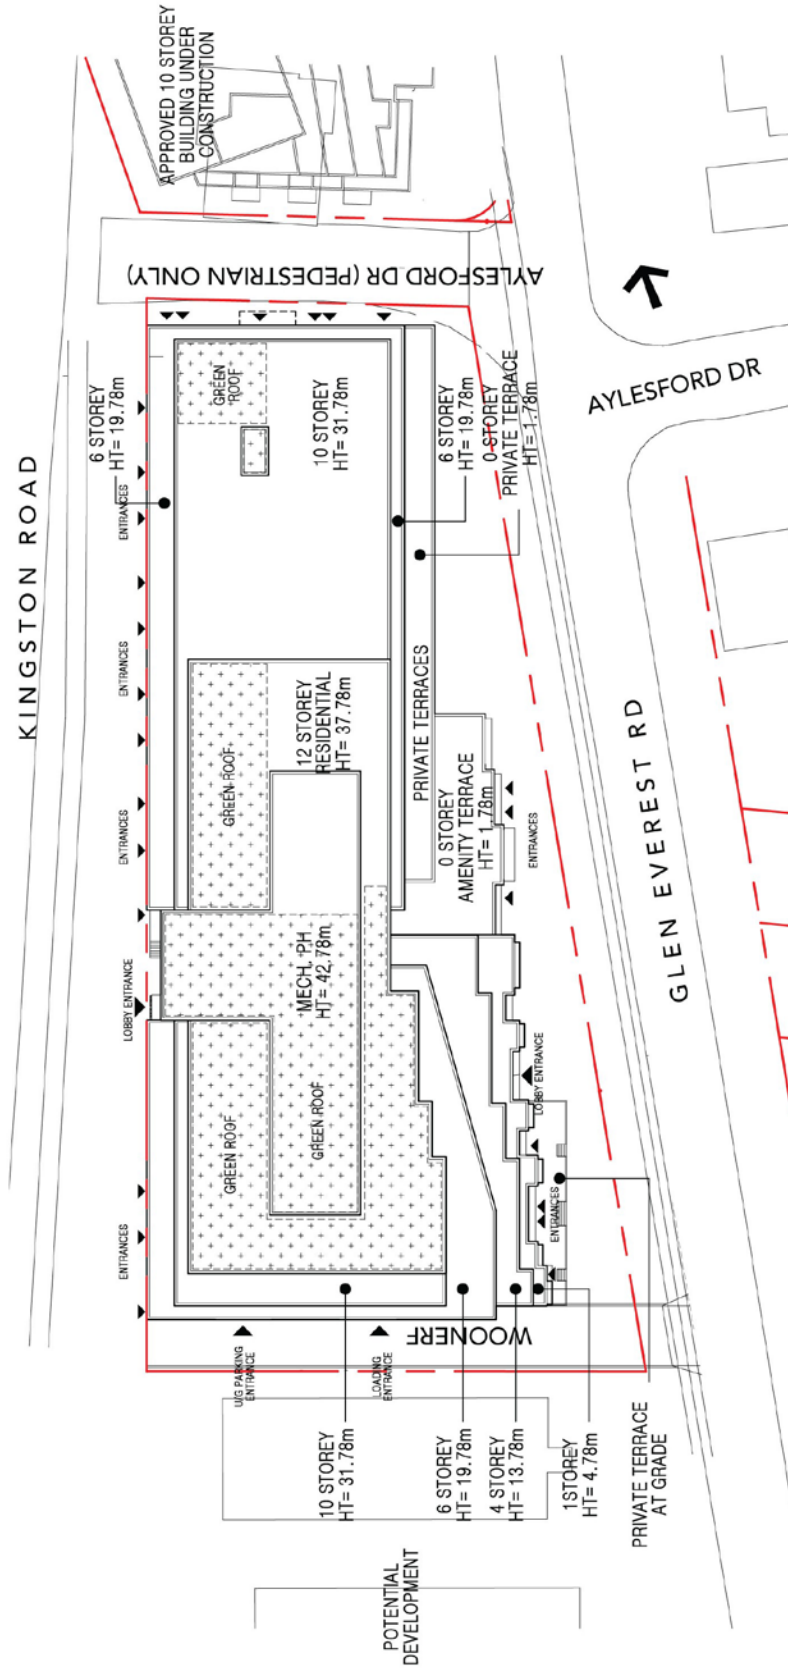 KINGSTON ROAD
APPROVED 10 STOREY
BUILDING UNDER
CONSTRUCTION
AYLESFORD DR (PEDESTRIAN ONLY)
AYLESFORD DR
GLEN EVEREST RD
6 STOREY
HT= 19.78m
ENTRANCES
ENTRANCES
ENTRANCES
LOBBY ENTRANCE
ENTRANCES
GREEN
ROOF
10 STOREY
HT= 31.78m
6 STOREY
HT= 19.78m
0 STOREY
PRIVATE TERRACE
HT= 1.78m
GREEN ROOF
12 STOREY
RESIDENTIAL
HT= 37.78m
PRIVATE TERRACES
0 STOREY
AMENITY TERRACE
HT= 1.78m
ENTRANCES
MECH. PH
HT= 42.78m
GREEN ROOF
GREEN ROOF
LOBBY ENTRANCE
ENTRANCES
WOONERF
U/G PARKING
ENTRANCE
LOADING
ENTRANCE
10 STOREY
HT= 31.78m
6 STOREY
HT= 19.78m
4 STOREY
HT= 13.78m
1STOREY
HT= 4.78m
PRIVATE TERRACE
AT GRADE
POTENTIAL
DEVELOPMENT